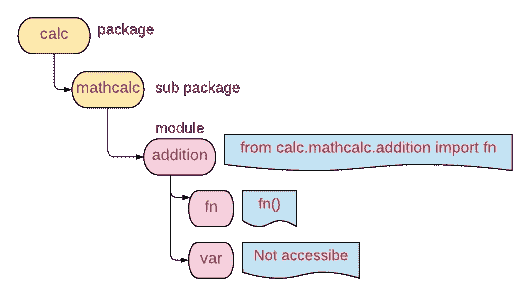 calc
package
mathcalc
sub package
module
addition
from calc.mathcalc.addition import fn
fn
fn()
var
Not accessibe